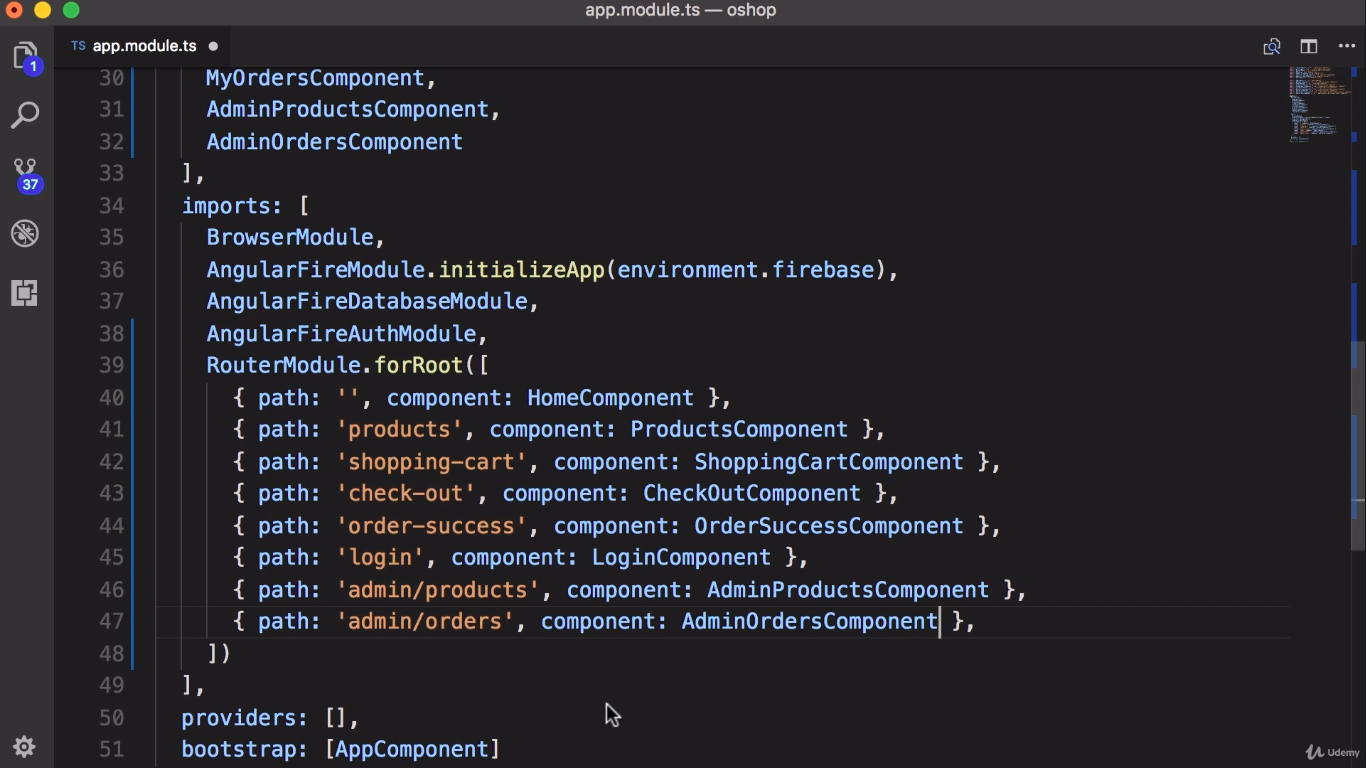 app.module.ts — oshop
TS app.module.ts
1
37
30 MyOrdersComponent,
31 AdminProductsComponent,
32 AdminOrdersComponent
33 ],
34 imports: [
35 BrowserModule,
36 AngularFireModule.initializeApp(environment.firebase),
37 AngularFireDatabaseModule,
38 AngularFireAuthModule,
39 RouterModule.forRoot([
40 { path: '', component: HomeComponent },
41 { path: 'products', component: ProductsComponent },
42 { path: 'shopping-cart', component: ShoppingCartComponent },
43 { path: 'check-out', component: CheckOutComponent },
44 { path: 'order-success', component: OrderSuccessComponent },
45 { path: 'login', component: LoginComponent },
46 { path: 'admin/products', component: AdminProductsComponent },
47 { path: 'admin/orders', component: AdminOrdersComponent },
48 ])
49 ],
50 providers: [],
51 bootstrap: [AppComponent]
Udemy